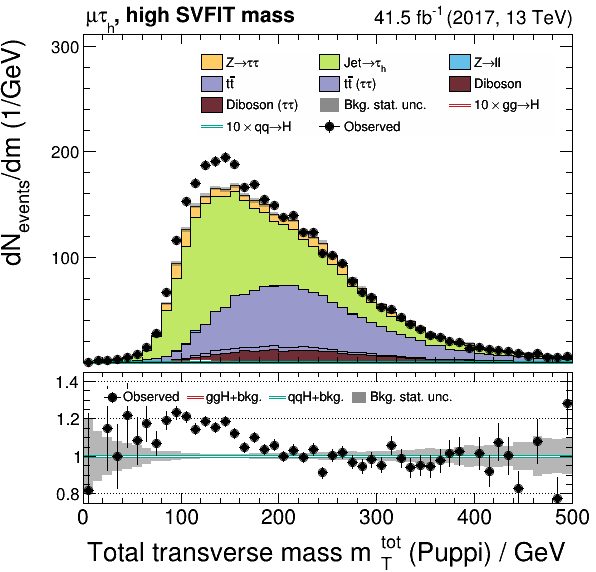 μτh, high SVFIT mass 41.5 fb⁻¹ (2017, 13 TeV)
dNevents/dm (1/GeV)
300
200
100
Z→ττ Jet→τh Z→ll
tt̄ tt̄ (ττ) Diboson
Diboson (ττ) Bkg. stat. unc. 10 × gg→H
10 × qq→H Observed
1.4
1.2
1
0.8
Observed ggH+bkg. qqH+bkg. Bkg. stat. unc.
0 100 200 300 400 500
Total transverse mass m_T^tot (Puppi) / GeV